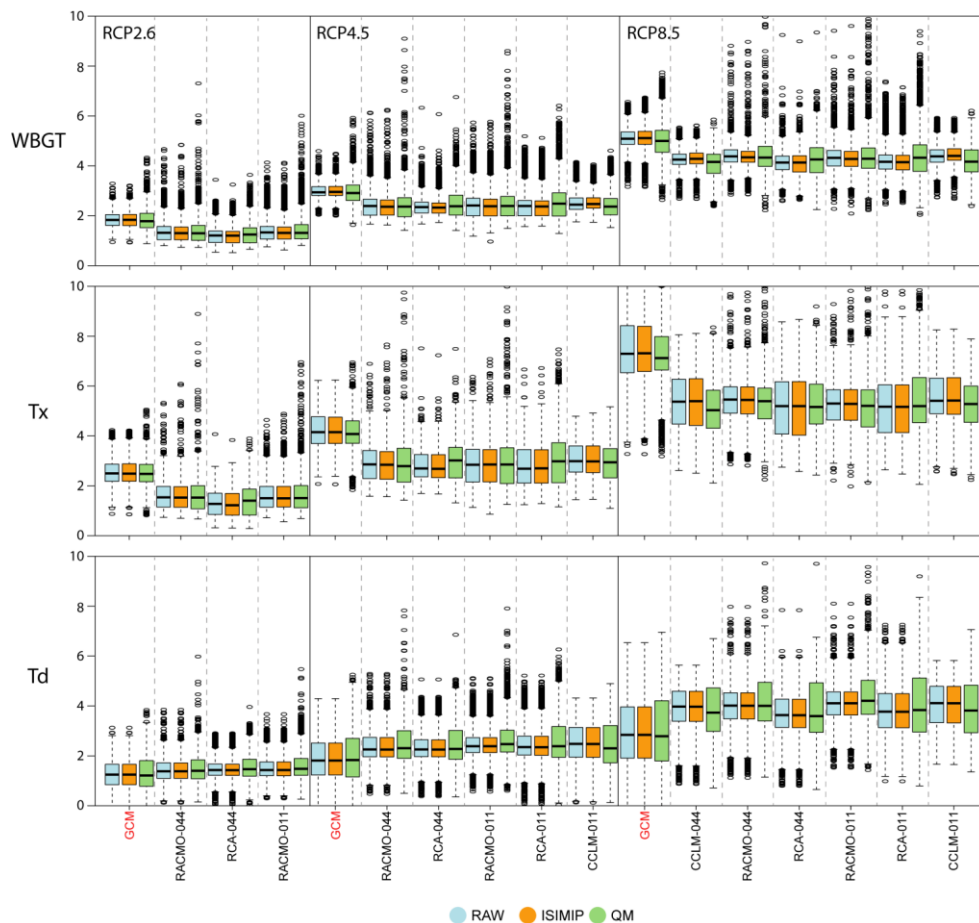 RCP2.6 RCP4.5 RCP8.5
WBGT
10
8
6
4
2
0
Tx
10
8
6
4
2
0
Td
10
8
6
4
2
0
GCM
RACMO-044
RCA-044
RACMO-011
GCM
RACMO-044
RCA-044
RACMO-011
RCA-011
CCLM-011
GCM
CCLM-044
RACMO-044
RCA-044
RACMO-011
RCA-011
CCLM-011
RAW ISIMIP QM